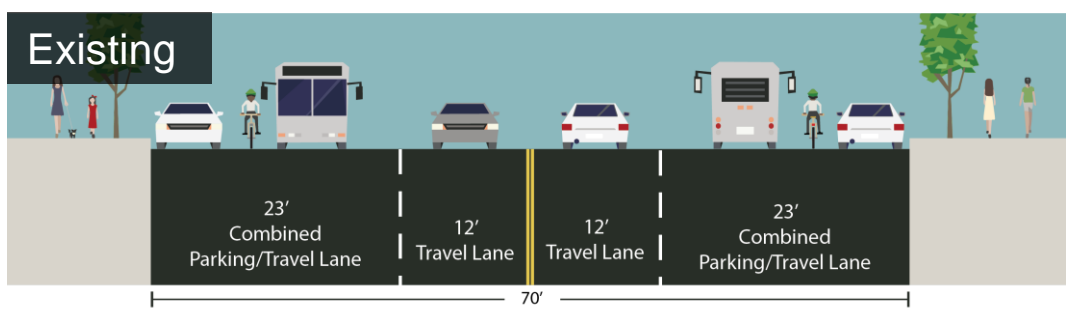 Existing
23’
Combined
Parking/Travel Lane
12’
Travel Lane
12’
Travel Lane
23’
Combined
Parking/Travel Lane
70’